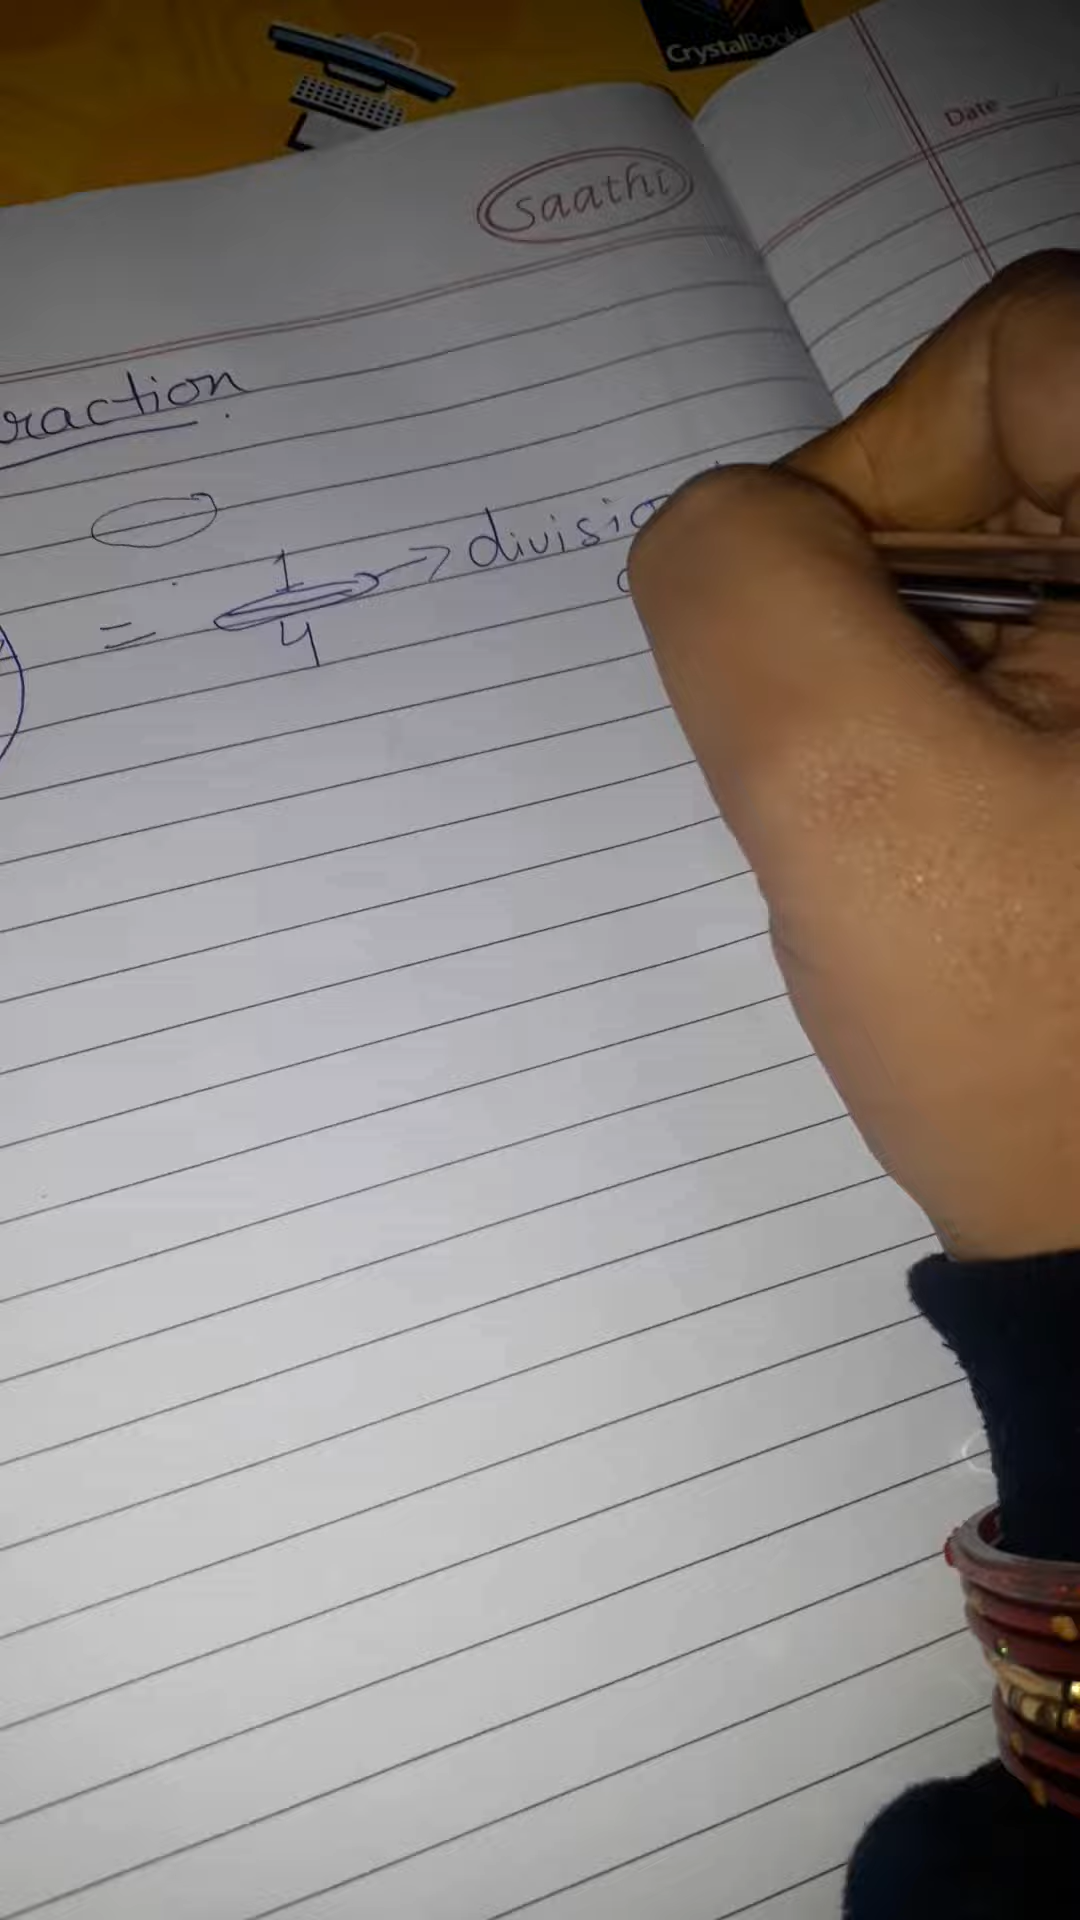 CrystalBook
Date
saathi
raction
= 1/4 → divisio